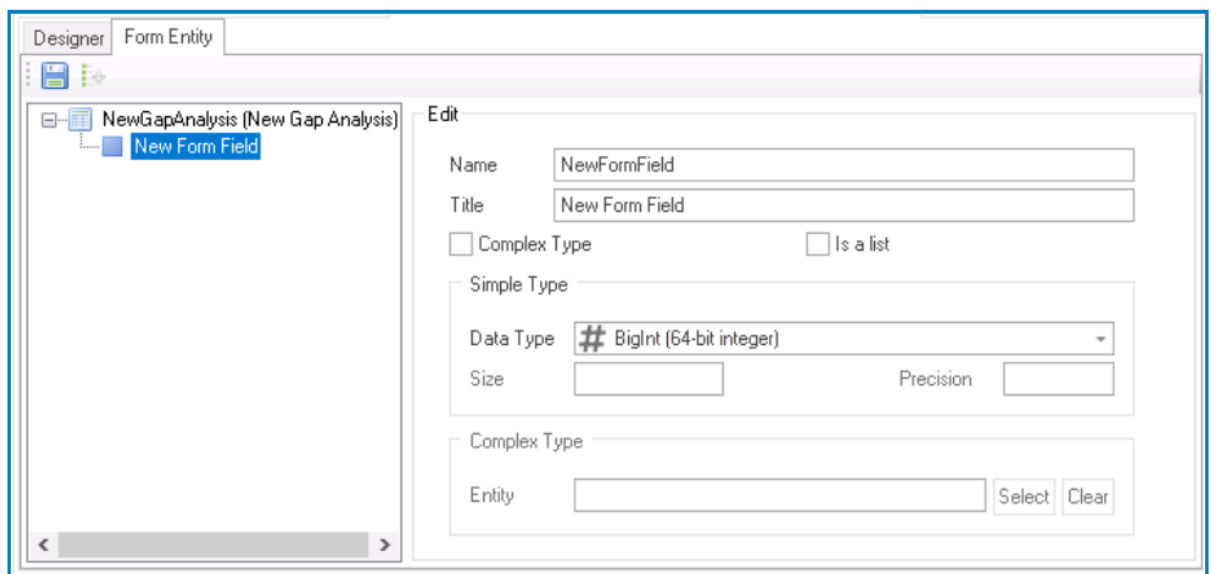 Designer Form Entity
NewGapAnalysis (New Gap Analysis)
New Form Field
Edit
Name NewFormField
Title New Form Field
Complex Type Is a list
Simple Type
Data Type # BigInt (64-bit integer)
Size Precision
Complex Type
Entity Select Clear